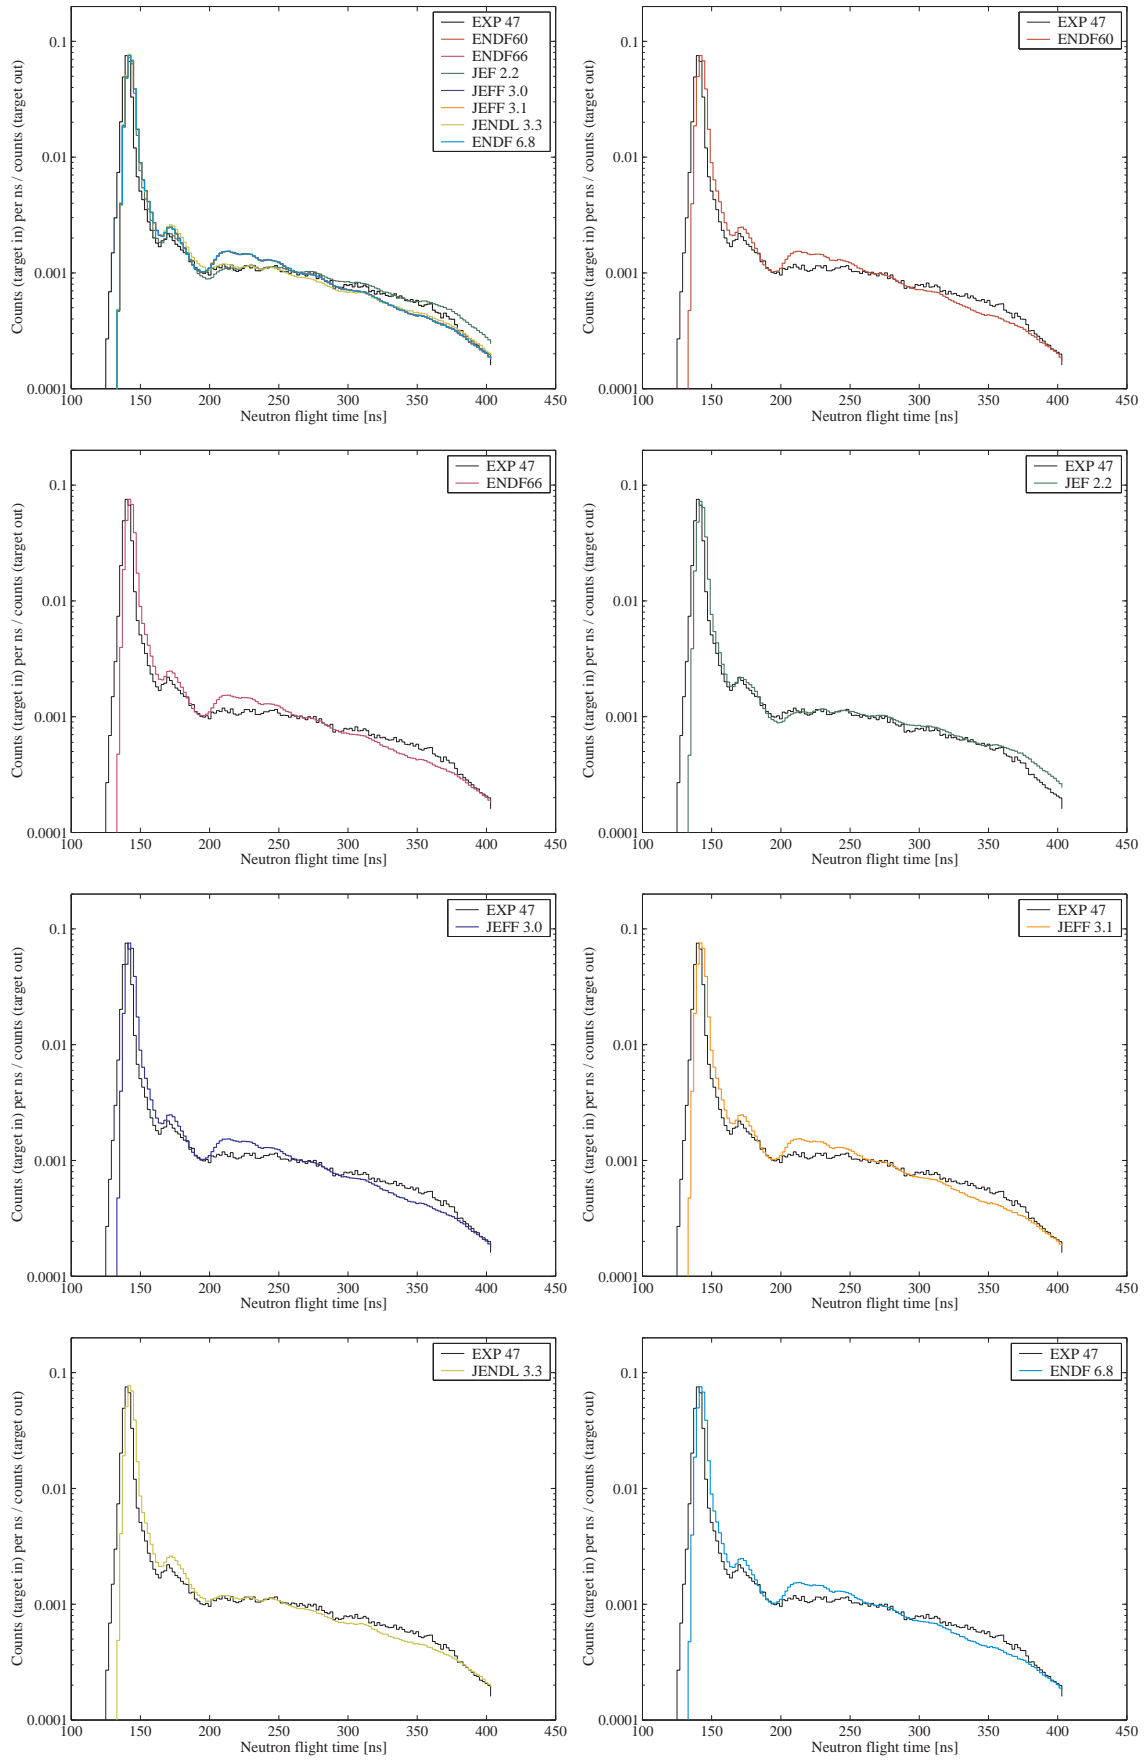 EXP 47
ENDF60
ENDF66
JEF 2.2
JEFF 3.0
JEFF 3.1
JENDL 3.3
ENDF 6.8
0.1
0.01
0.001
0.0001
100 150 200 250 300 350 400 450
Neutron flight time [ns]
Counts (target in) per ns / counts (target out)
EXP 47
ENDF60
0.1
0.01
0.001
0.0001
100 150 200 250 300 350 400 450
Neutron flight time [ns]
Counts (target in) per ns / counts (target out)
EXP 47
ENDF66
0.1
0.01
0.001
0.0001
100 150 200 250 300 350 400 450
Neutron flight time [ns]
Counts (target in) per ns / counts (target out)
EXP 47
JEF 2.2
0.1
0.01
0.001
0.0001
100 150 200 250 300 350 400 450
Neutron flight time [ns]
Counts (target in) per ns / counts (target out)
EXP 47
JEFF 3.0
0.1
0.01
0.001
0.0001
100 150 200 250 300 350 400 450
Neutron flight time [ns]
Counts (target in) per ns / counts (target out)
EXP 47
JEFF 3.1
0.1
0.01
0.001
0.0001
100 150 200 250 300 350 400 450
Neutron flight time [ns]
Counts (target in) per ns / counts (target out)
EXP 47
JENDL 3.3
0.1
0.01
0.001
0.0001
100 150 200 250 300 350 400 450
Neutron flight time [ns]
Counts (target in) per ns / counts (target out)
EXP 47
ENDF 6.8
0.1
0.01
0.001
0.0001
100 150 200 250 300 350 400 450
Neutron flight time [ns]
Counts (target in) per ns / counts (target out)